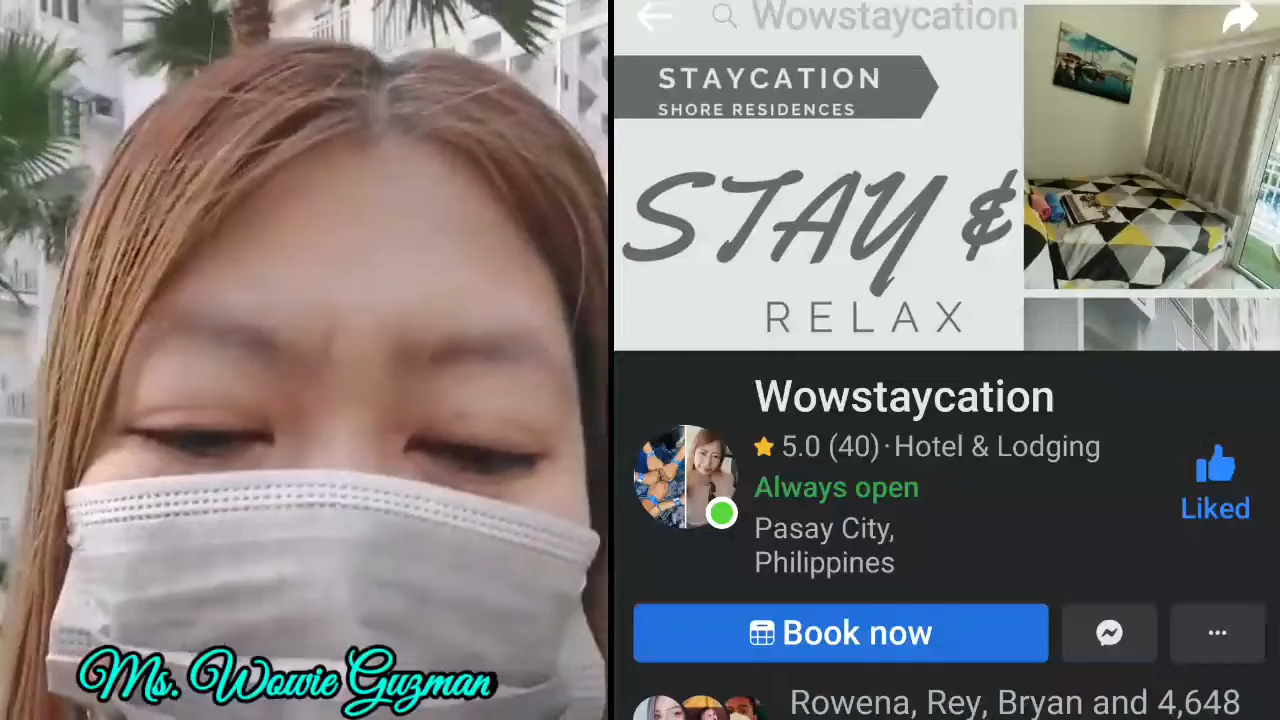 Ms. Wowie Guzman
Wowstaycation
STAYCATION
SHORE RESIDENCES
STAY &
RELAX
Wowstaycation
5.0 (40) · Hotel & Lodging
Always open
Pasay City,
Philippines
Liked
Book now
Rowena, Rey, Bryan and 4,648